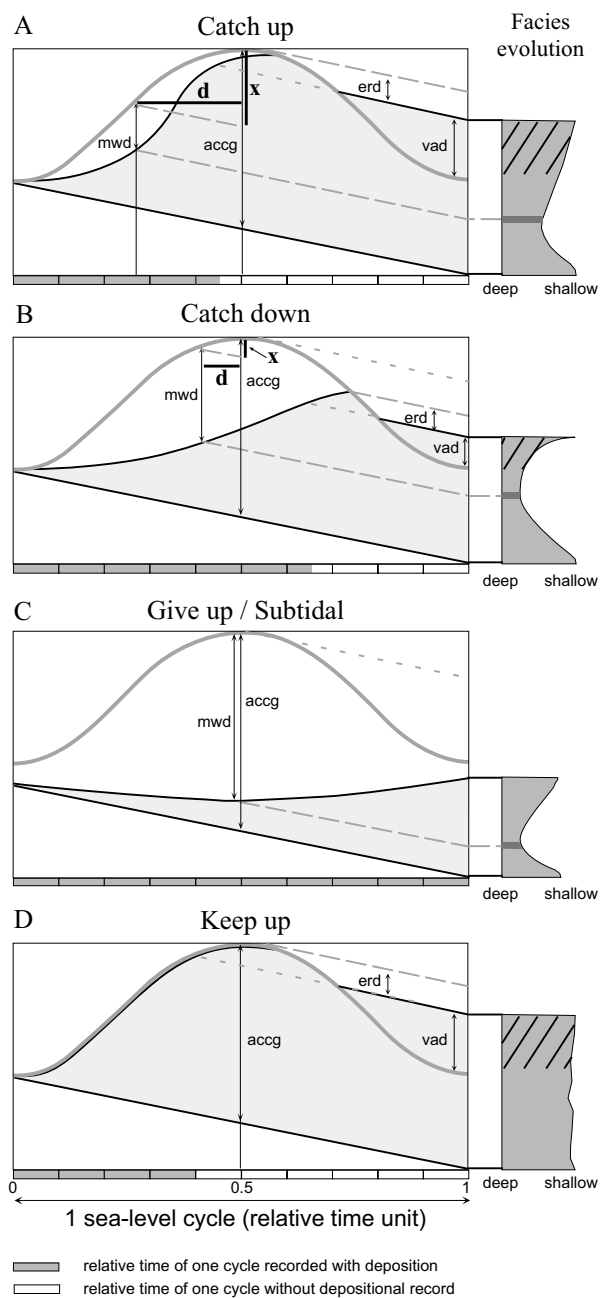 A
Catch up
Facies
evolution
d
x
mwd
accg
erd
vad
deep
shallow
B
Catch down
d
x
mwd
accg
erd
vad
deep
shallow
C
Give up / Subtidal
mwd
accg
deep
shallow
D
Keep up
accg
erd
vad
deep
shallow
0
0.5
1
1 sea-level cycle (relative time unit)
relative time of one cycle recorded with deposition
relative time of one cycle without depositional record